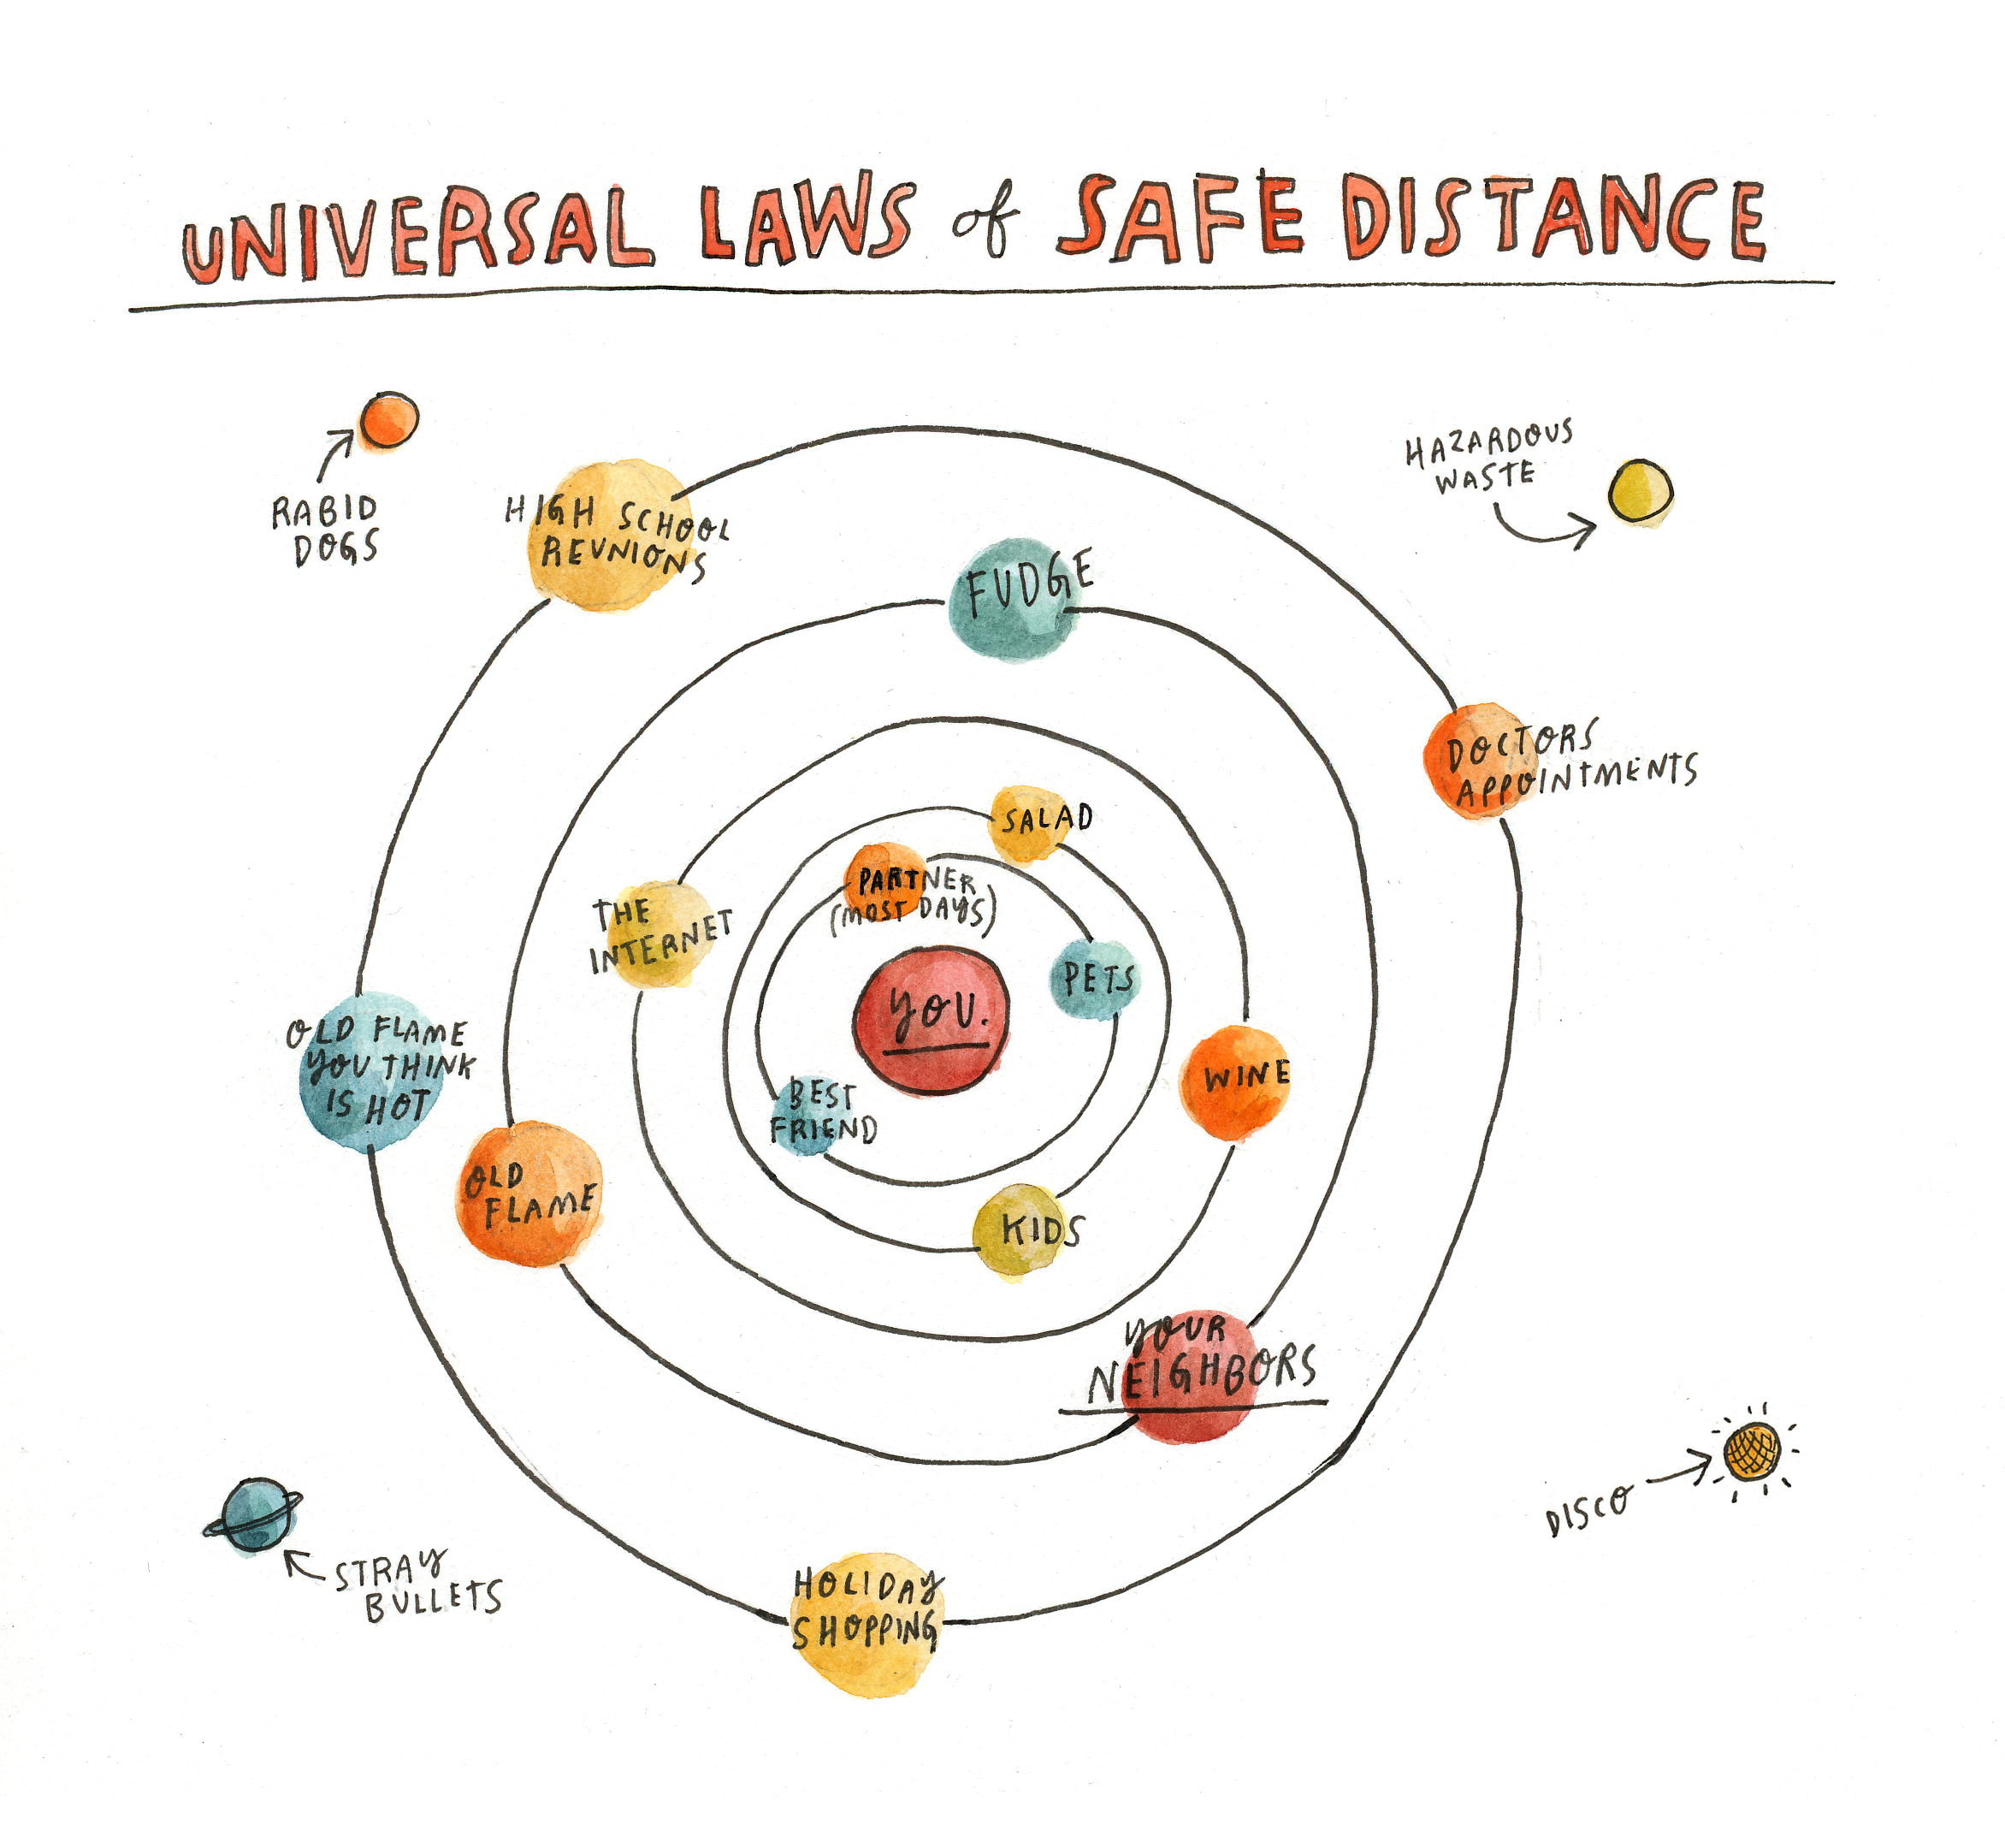 UNIVERSAL LAWS of SAFE DISTANCE
RABID
DOGS
HAZARDOUS
WASTE
HIGH SCHOOL
REUNIONS
FUDGE
DOCTORS
APPOINTMENTS
SALAD
PARTNER
(MOST DAYS)
THE
INTERNET
PETS
YOU.
OLD FLAME
YOU THINK
IS HOT
WINE
BEST
FRIEND
OLD
FLAME
KIDS
YOUR
NEIGHBORS
DISCO
STRAY
BULLETS
HOLIDAY
SHOPPING